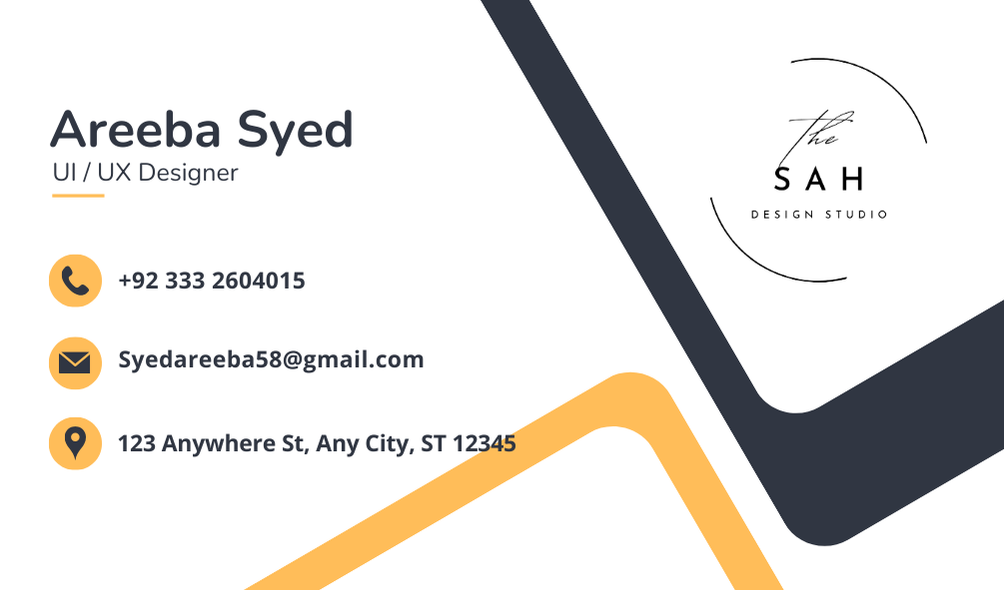 Areeba Syed
UI / UX Designer
+92 333 2604015
Syedareeba58@gmail.com
123 Anywhere St, Any City, ST 12345
the
SAH
DESIGN STUDIO